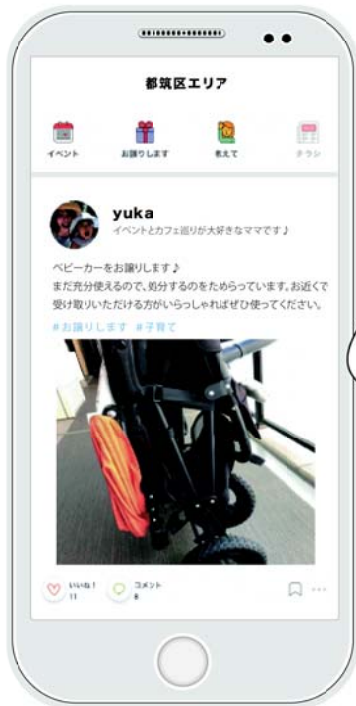 都筑区エリア
イベント お譲りします 教えて チラシ
yuka
イベントとカフェ巡りが大好きなママです♪
ベビーカーをお譲りします♪
まだ充分使えるので、処分するのをためらっています。お近くで
受け取りいただける方がいらっしゃればぜひ使ってください。
#お譲りします #子育て
いいね! コメント
11 8